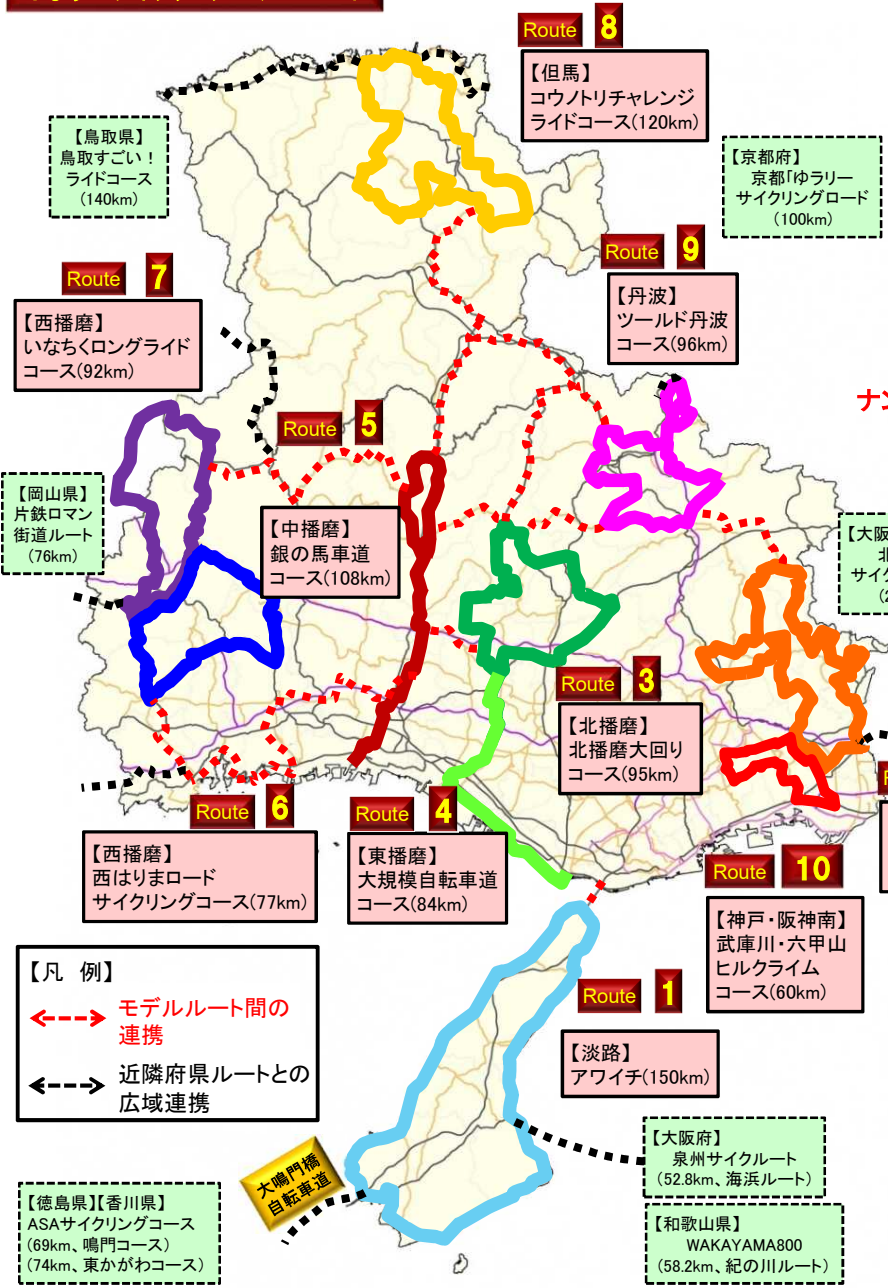 Route 8
【但馬】
コウノトリチャレンジ
ライドコース(120km)
【鳥取県】
鳥取すごい！
ライドコース
(140km)
【京都府】
京都「ゆラリー
サイクリングロード
(100km)
Route 9
【丹波】
ツールド丹波
コース(96km)
Route 7
【西播磨】
いなちくロングライド
コース(92km)
ナン
Route 5
【中播磨】
銀の馬車道
コース(108km)
【岡山県】
片鉄ロマン
街道ルート
(76km)
【大阪
北
サイク
(2
Route 3
【北播磨】
北播磨大回り
コース(95km)
Route 6
【西播磨】
西はりまロード
サイクリングコース(77km)
Route 4
【東播磨】
大規模自転車道
コース(84km)
Route 10
【神戸・阪神南】
武庫川・六甲山
ヒルクライム
コース(60km)
Route 1
【淡路】
アワイチ(150km)
【凡 例】
モデルルート間の
連携
近隣府県ルートとの
広域連携
大鳴門橋
自転車道
【徳島県】【香川県】
ASAサイクリングコース
(69km、鳴門コース)
(74km、東かがわコース)
【大阪府】
泉州サイクルート
(52.8km、海浜ルート)
【和歌山県】
WAKAYAMA800
(58.2km、紀の川ルート)